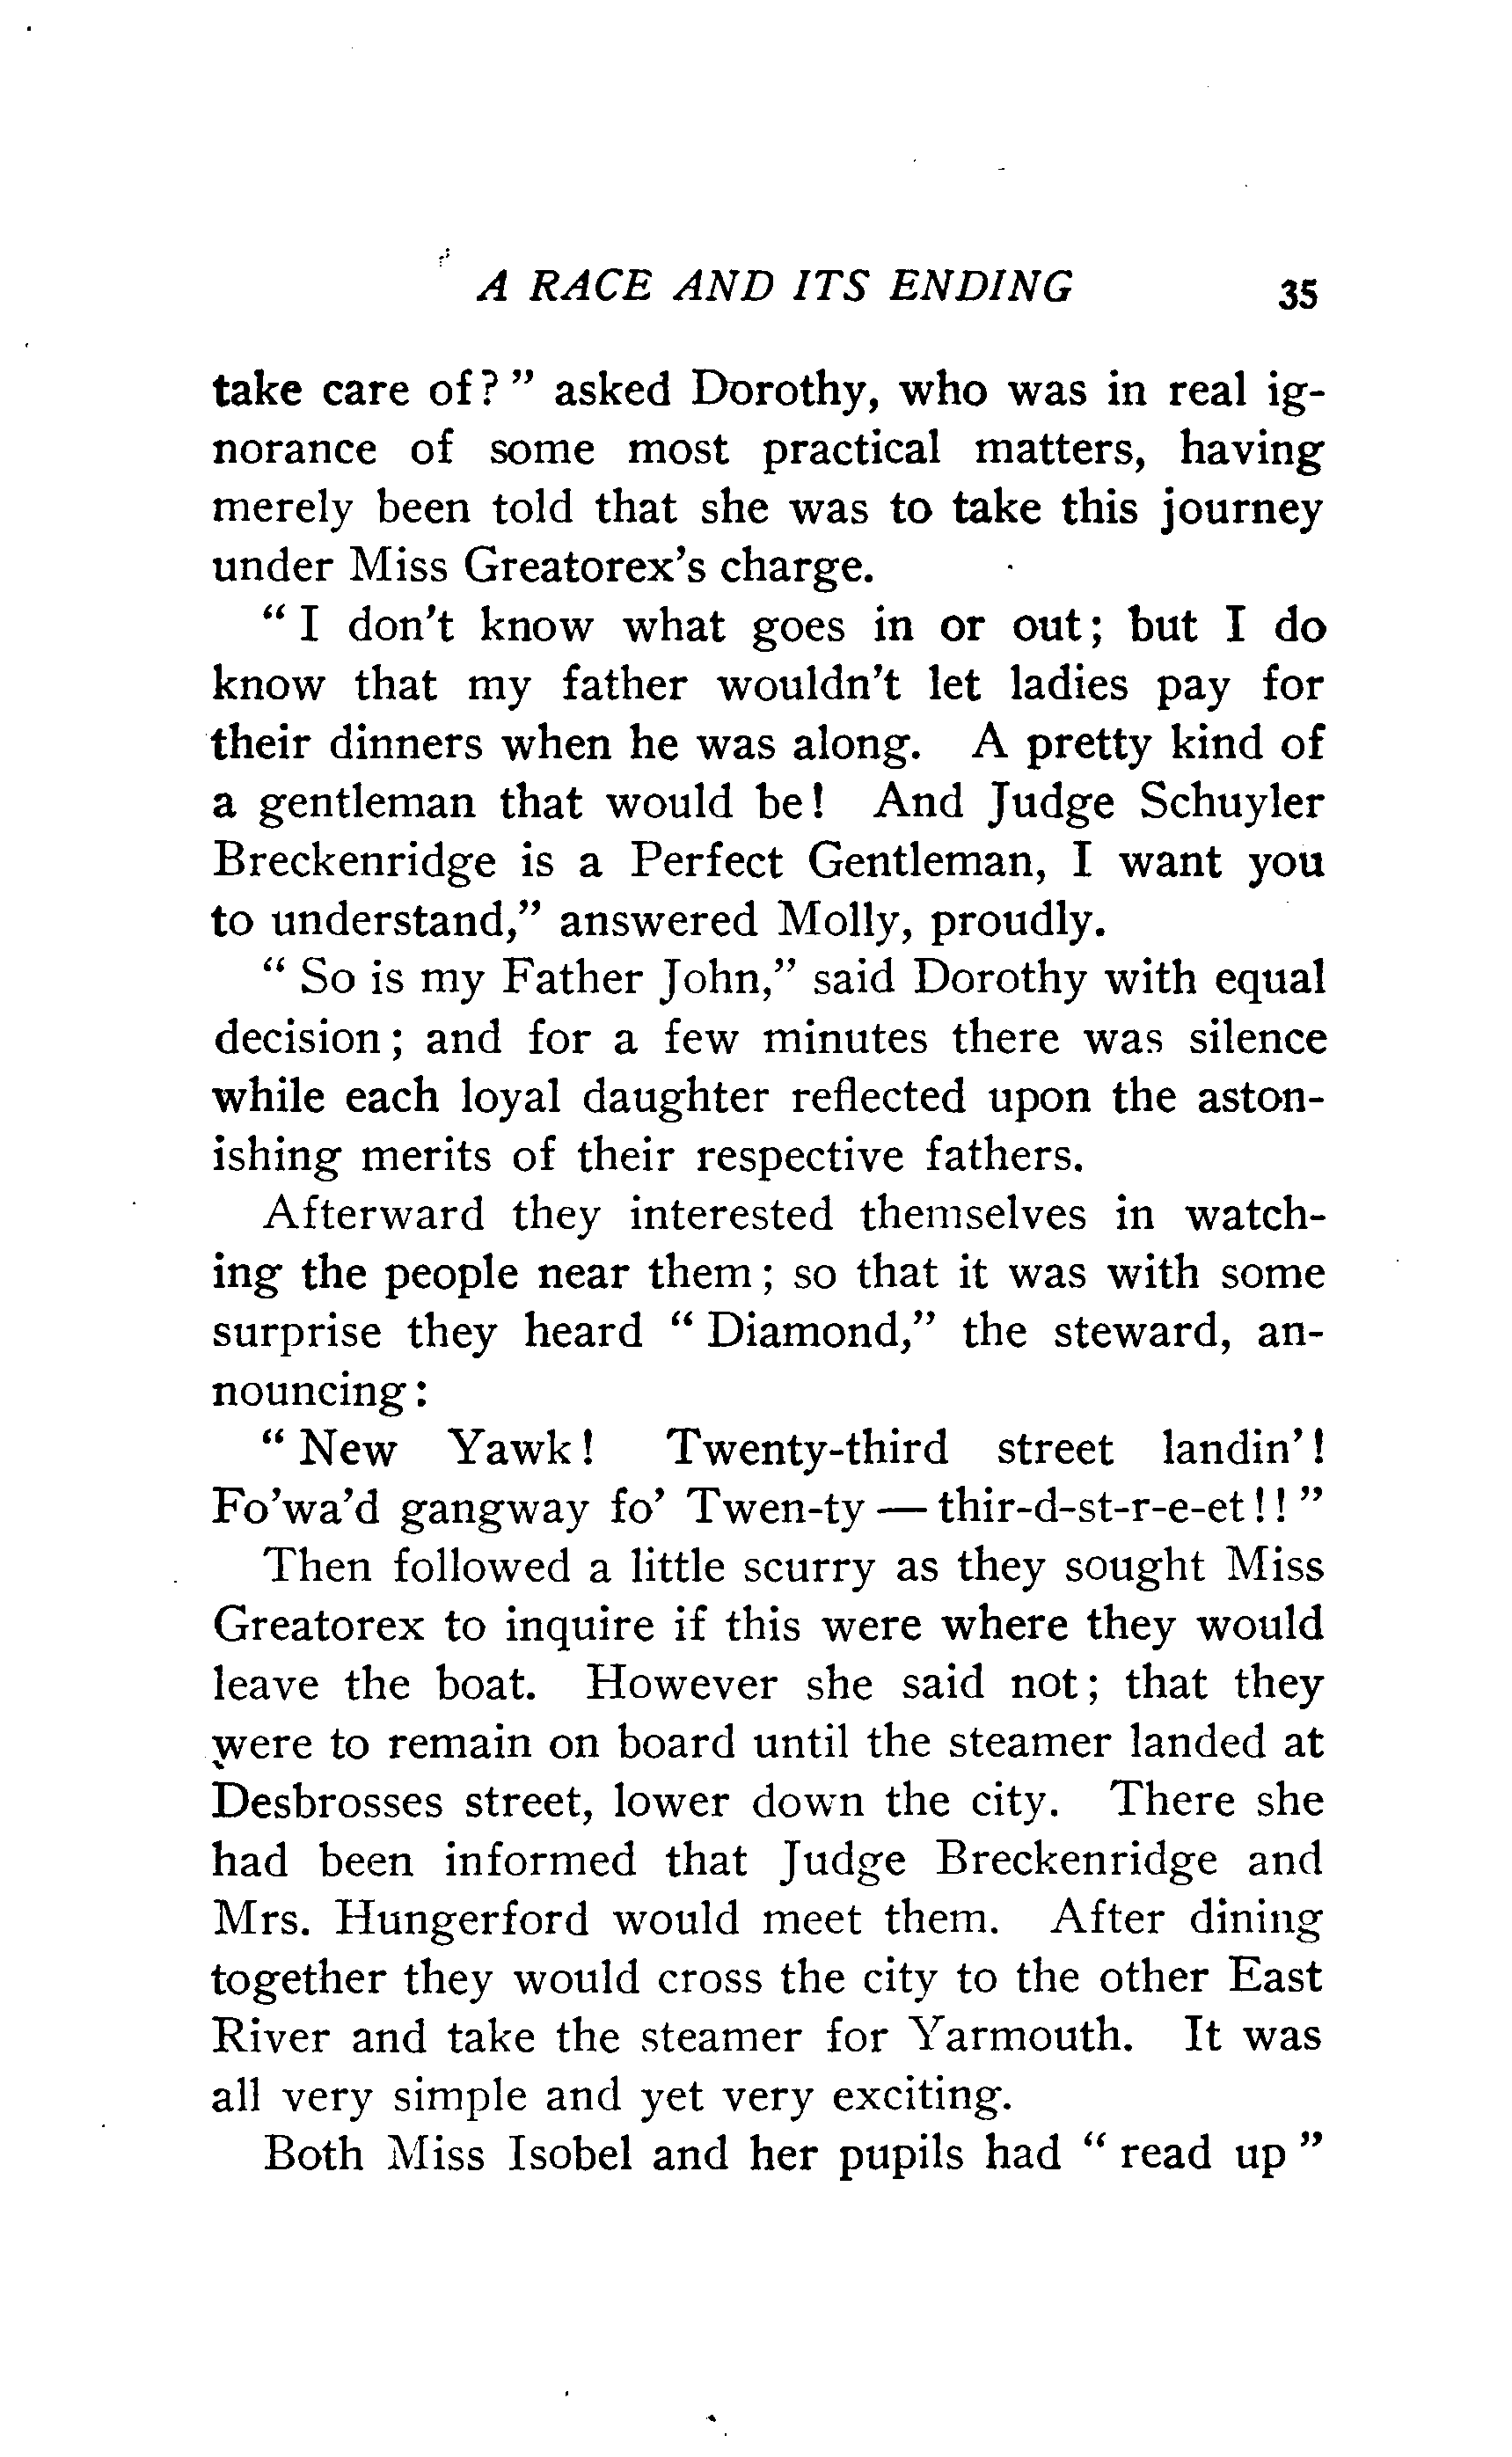 A RACE AND ITS ENDING 35
take care of?" asked Dorothy, who was in real ig-
norance of some most practical matters, having
merely been told that she was to take this journey
under Miss Greatorex's charge.
"I don't know what goes in or out; but I do
know that my father wouldn't let ladies pay for
their dinners when he was along. A pretty kind of
a gentleman that would be! And Judge Schuyler
Breckenridge is a Perfect Gentleman, I want you
to understand," answered Molly, proudly.
"So is my Father John," said Dorothy with equal
decision; and for a few minutes there was silence
while each loyal daughter reflected upon the aston-
ishing merits of their respective fathers.
Afterward they interested themselves in watch-
ing the people near them; so that it was with some
surprise they heard "Diamond," the steward, an-
nouncing:
"New Yawk! Twenty-third street landin'!
Fo'wa'd gangway fo' Twen-ty — thir-d-st-r-e-et!!"
Then followed a little scurry as they sought Miss
Greatorex to inquire if this were where they would
leave the boat. However she said not; that they
were to remain on board until the steamer landed at
Desbrosses street, lower down the city. There she
had been informed that Judge Breckenridge and
Mrs. Hungerford would meet them. After dining
together they would cross the city to the other East
River and take the steamer for Yarmouth. It was
all very simple and yet very exciting.
Both Miss Isobel and her pupils had "read up"